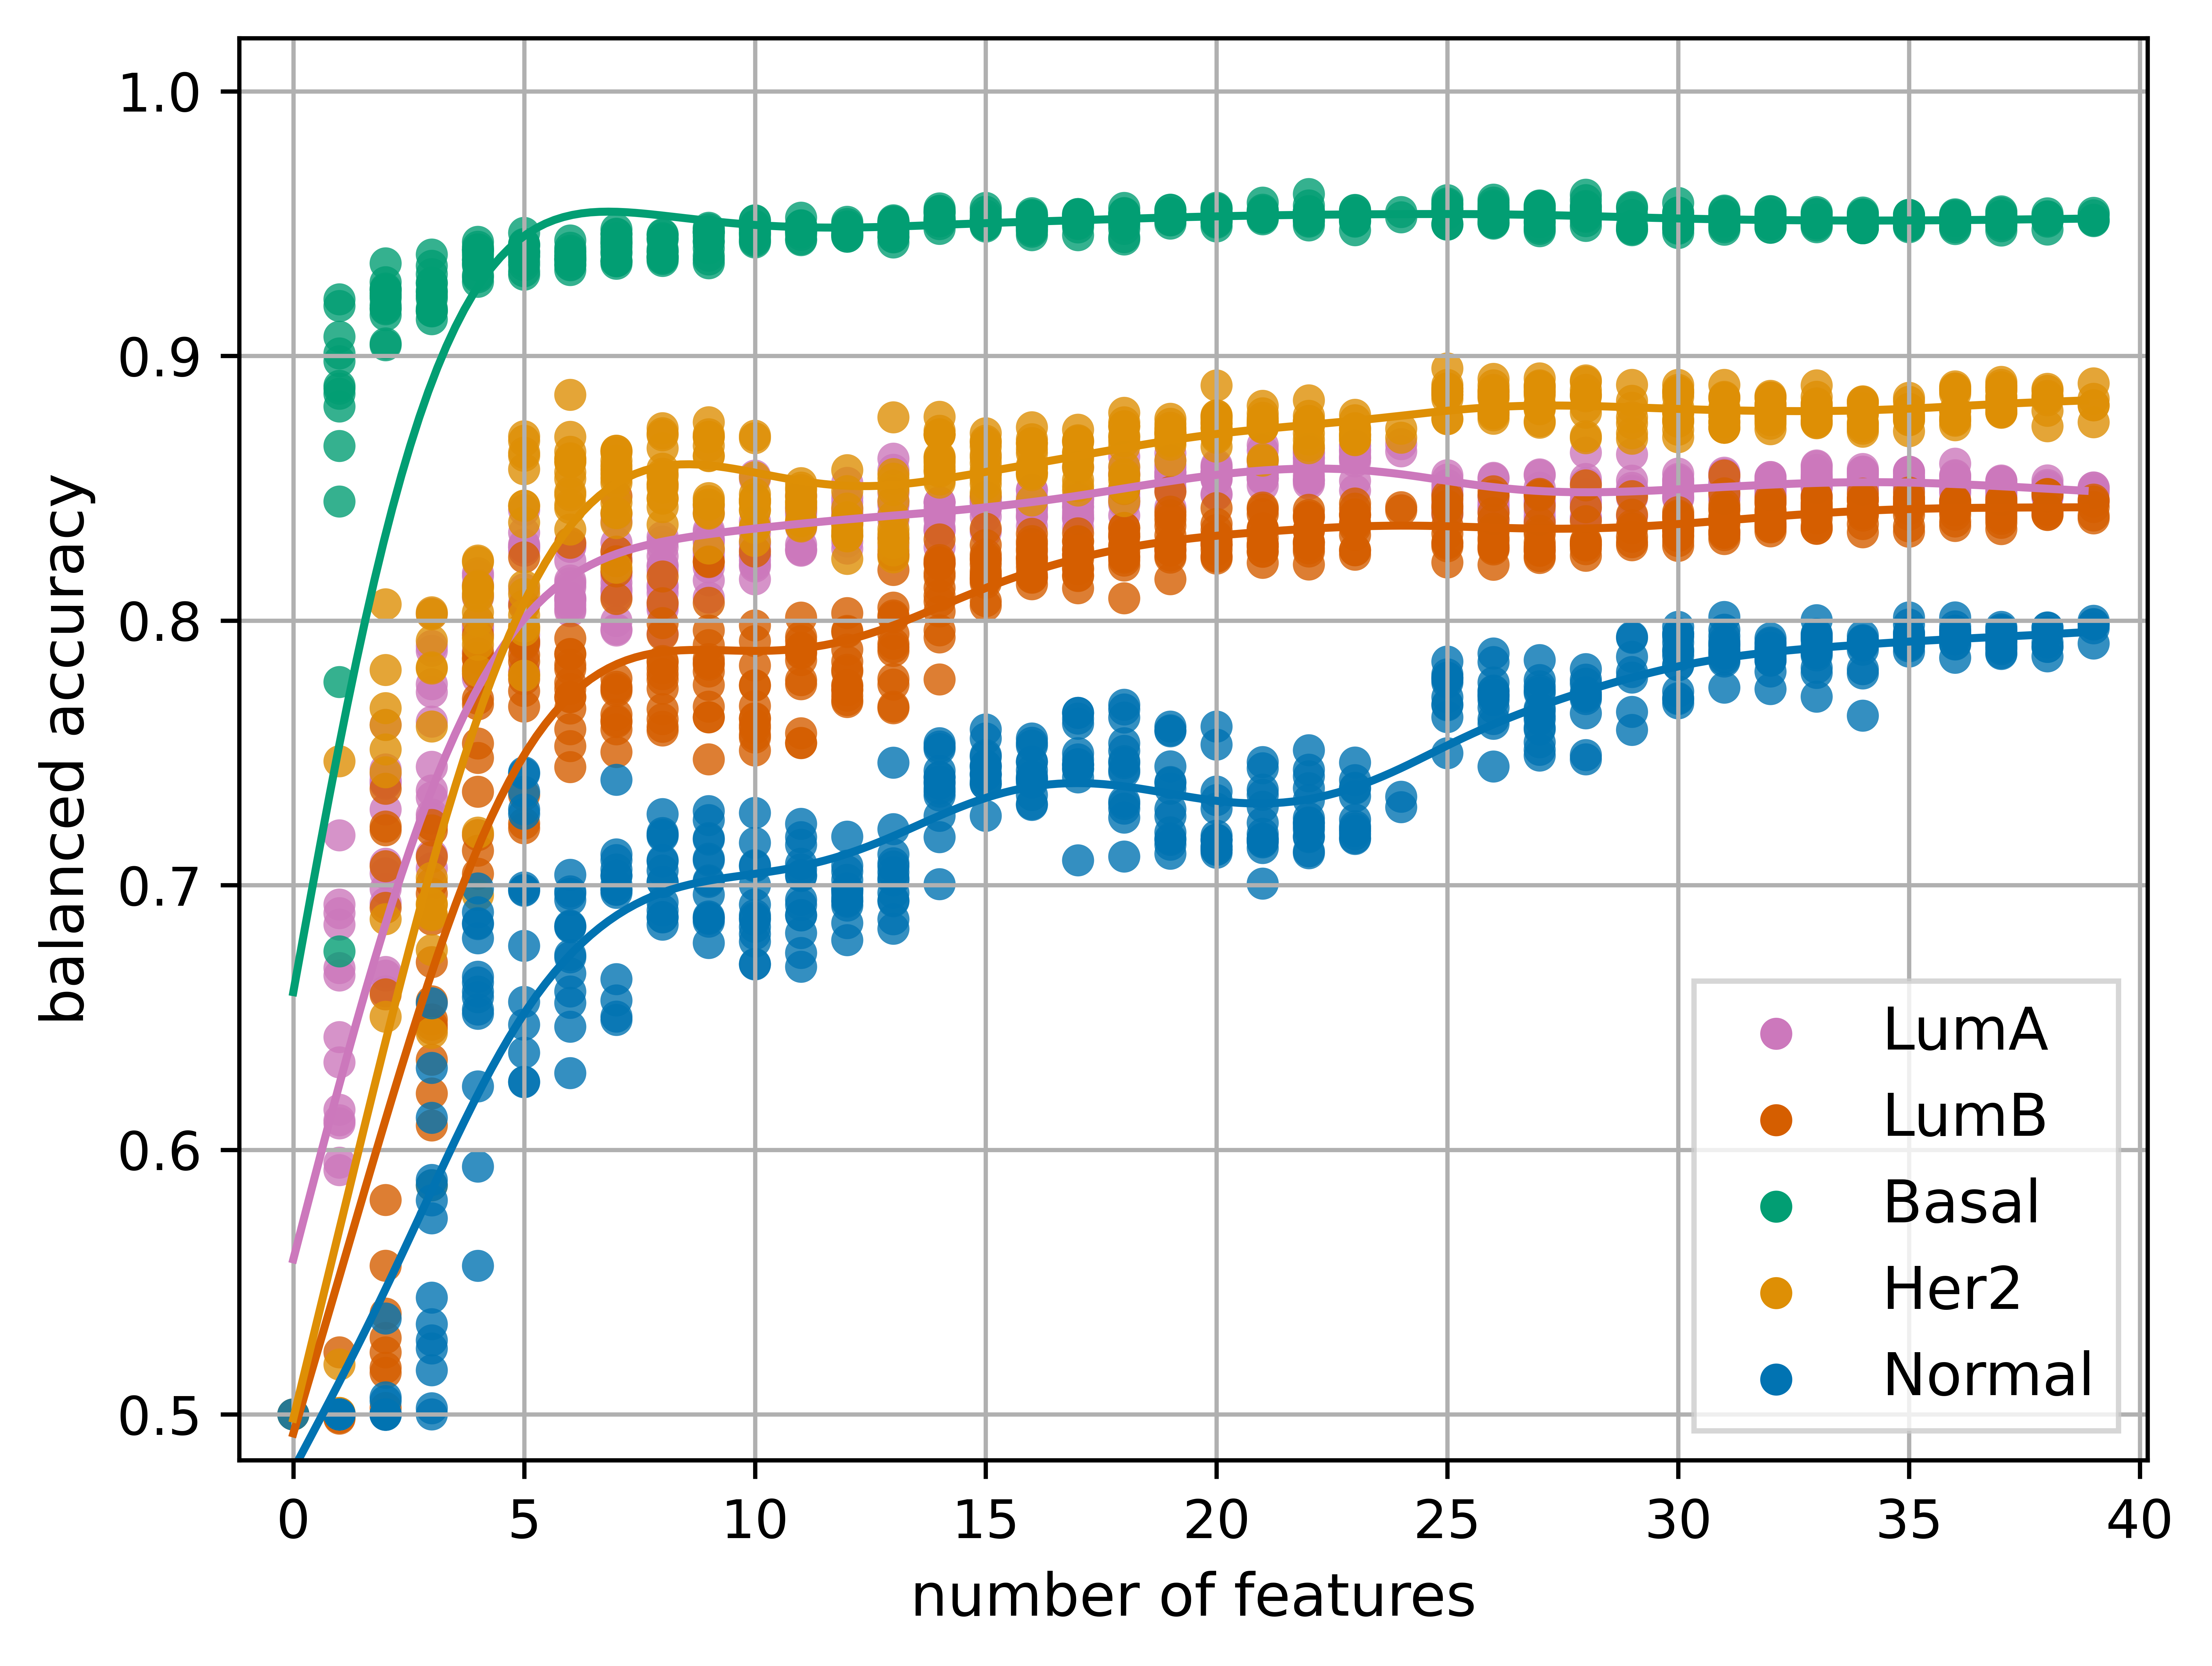 1.0
0.9
0.8
0.7
0.6
0.5
balanced accuracy
LumA
LumB
Basal
Her2
Normal
0 5 10 15 20 25 30 35 40
number of features